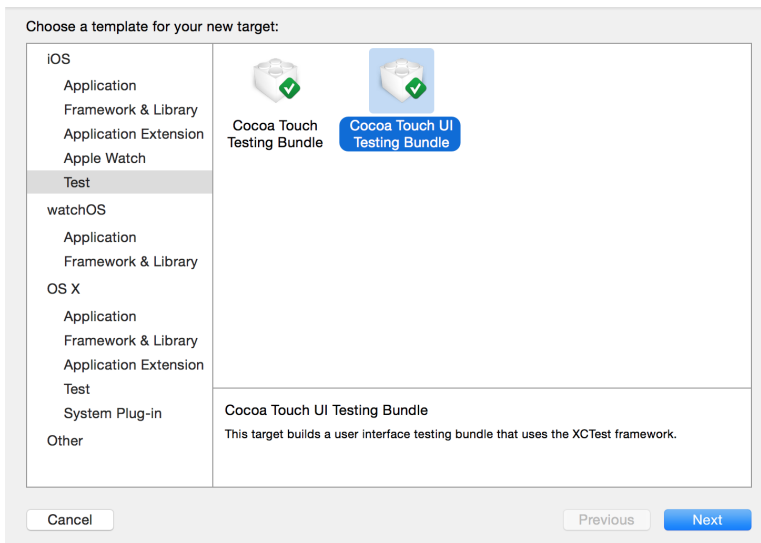 Choose a template for your new target:
iOS
Application
Framework & Library
Application Extension
Apple Watch
Test
watchOS
Application
Framework & Library
OS X
Application
Framework & Library
Application Extension
Test
System Plug-in
Other
Cocoa Touch
Testing Bundle
Cocoa Touch UI
Testing Bundle
Cocoa Touch UI Testing Bundle
This target builds a user interface testing bundle that uses the XCTest framework.
Cancel
Previous
Next